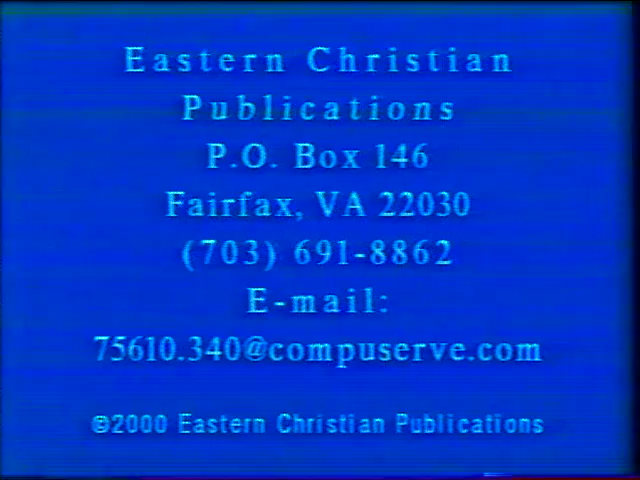 Eastern Christian
Publications
P.O. Box 146
Fairfax, VA 22030
(703) 691-8862
E-mail:
75610.340@compuserve.com
©2000 Eastern Christian Publications